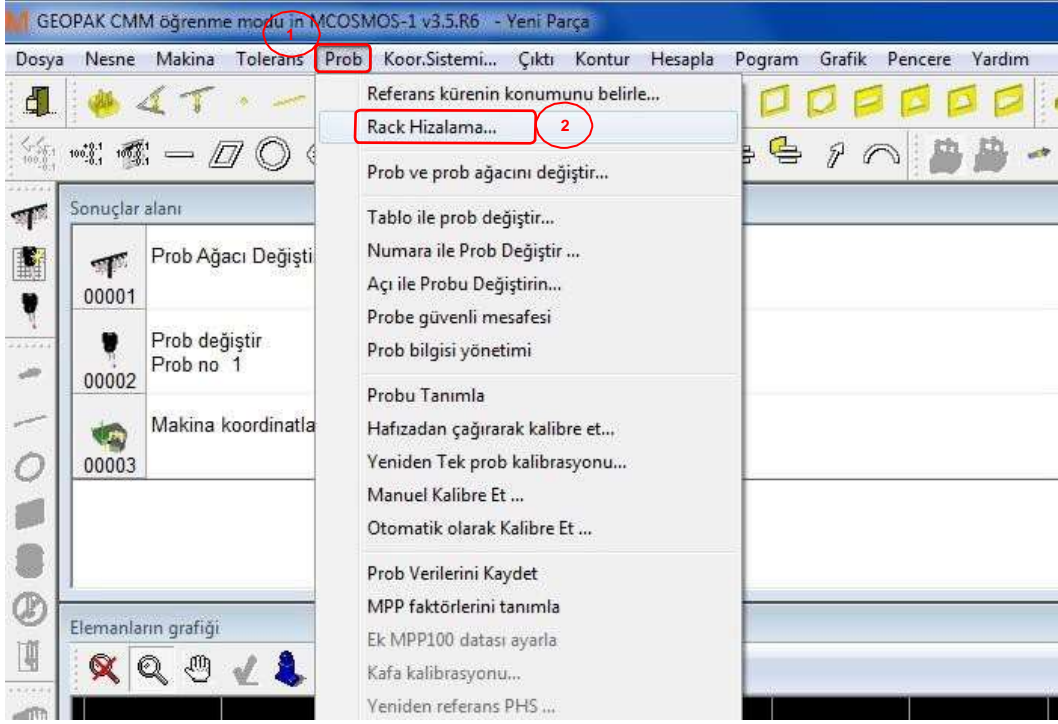 GEOPAK CMM öğrenme modu in MCOSMOS-1 v3.5.R6 - Yeni Parça
1
Dosya Nesne Makina Tolerans Prob Koor.Sistemi... Çıktı Kontur Hesapla Pogram Grafik Pencere Yardım
Referans kürenin konumunu belirle...
Rack Hizalama...
2
Prob ve prob ağacını değiştir...
Tablo ile prob değiştir...
Numara ile Prob Değiştir ...
Açı ile Probu Değiştirin...
Probe güvenli mesafesi
Prob bilgisi yönetimi
Probu Tanımla
Hafızadan çağırarak kalibre et...
Yeniden Tek prob kalibrasyonu...
Manuel Kalibre Et ...
Otomatik olarak Kalibre Et ...
Prob Verilerini Kaydet
MPP faktörlerini tanımla
Ek MPP100 datası ayarla
Kafa kalibrasyonu...
Yeniden referans PHS ...
Sonuçlar alanı
Prob Ağacı Değişti
00001
Prob değiştir
Prob no 1
00002
Makina koordinatla
00003
Elemanların grafiği